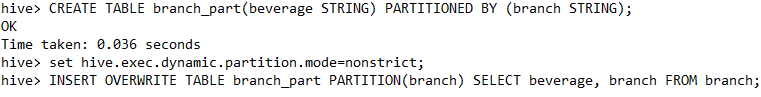 hive> CREATE TABLE branch_part(beverage STRING) PARTITIONED BY (branch STRING);
OK
Time taken: 0.036 seconds
hive> set hive.exec.dynamic.partition.mode=nonstrict;
hive> INSERT OVERWRITE TABLE branch_part PARTITION(branch) SELECT beverage, branch FROM branch;